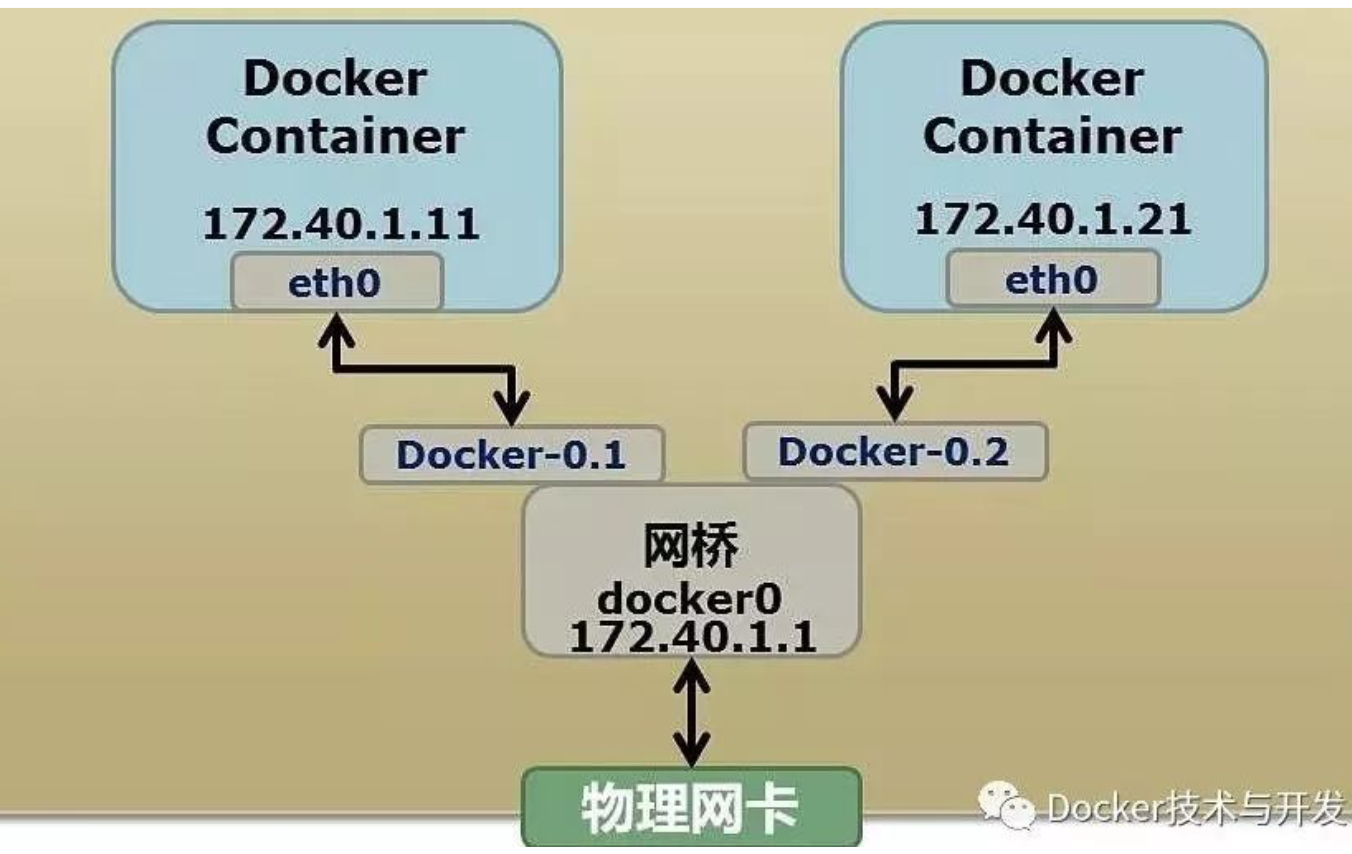 Docker
Container
172.40.1.11
eth0
Docker
Container
172.40.1.21
eth0
Docker-0.1
Docker-0.2
网桥
docker0
172.40.1.1
物理网卡
Docker技术与开发